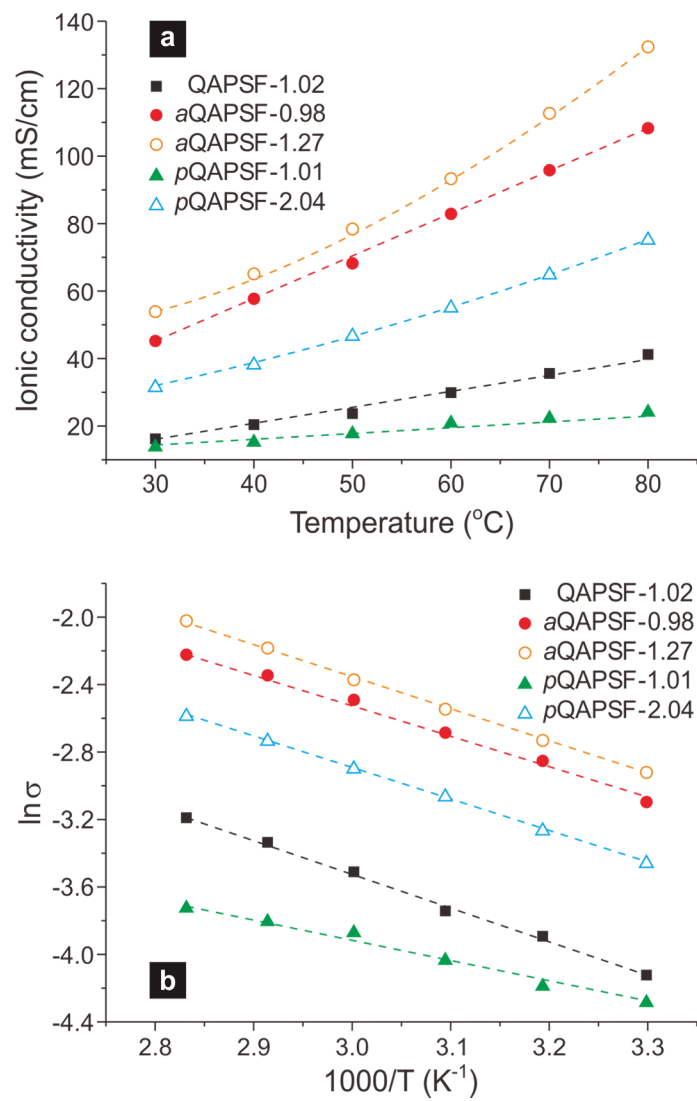 a
140
120
100
80
60
40
20
Ionic conductivity (mS/cm)
QAPSF-1.02
aQAPSF-0.98
aQAPSF-1.27
pQAPSF-1.01
pQAPSF-2.04
30 40 50 60 70 80
Temperature (°C)
-2.0
-2.4
-2.8
-3.2
-3.6
-4.0
-4.4
lnσ
QAPSF-1.02
aQAPSF-0.98
aQAPSF-1.27
pQAPSF-1.01
pQAPSF-2.04
b
2.8 2.9 3.0 3.1 3.2 3.3
1000/T (K⁻¹)